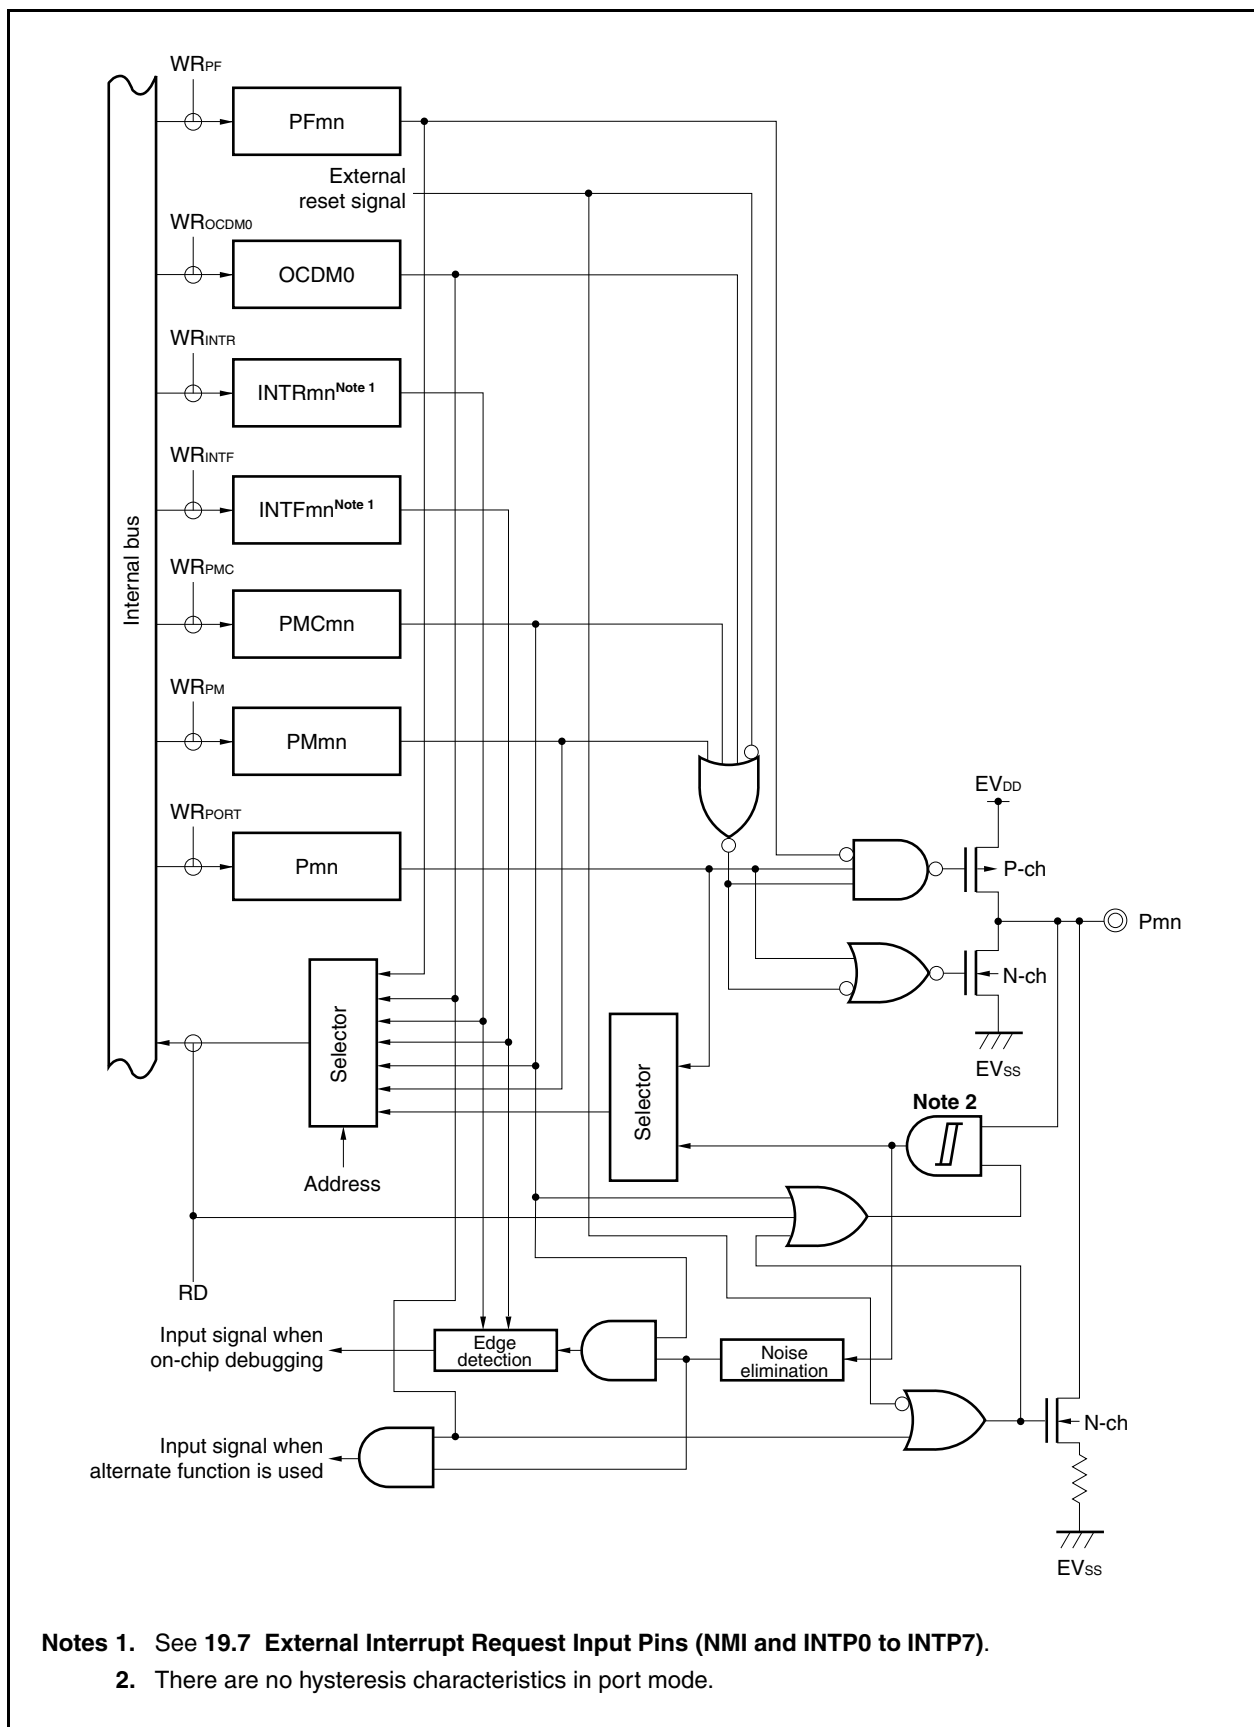 WRPF
PFmn
External
reset signal
WROCDM0
OCDM0
WRINTR
INTRmnNote 1
WRINTF
INTFmnNote 1
Internal bus
WRPMC
PMCmn
WRPM
PMmn
WRPORT
Pmn
EVDD
P-ch
Pmn
N-ch
EVSS
Selector
Selector
Note 2
Address
RD
Input signal when
on-chip debugging
Edge
detection
Noise
elimination
N-ch
Input signal when
alternate function is used
EVSS
Notes 1. See 19.7 External Interrupt Request Input Pins (NMI and INTP0 to INTP7).
2. There are no hysteresis characteristics in port mode.